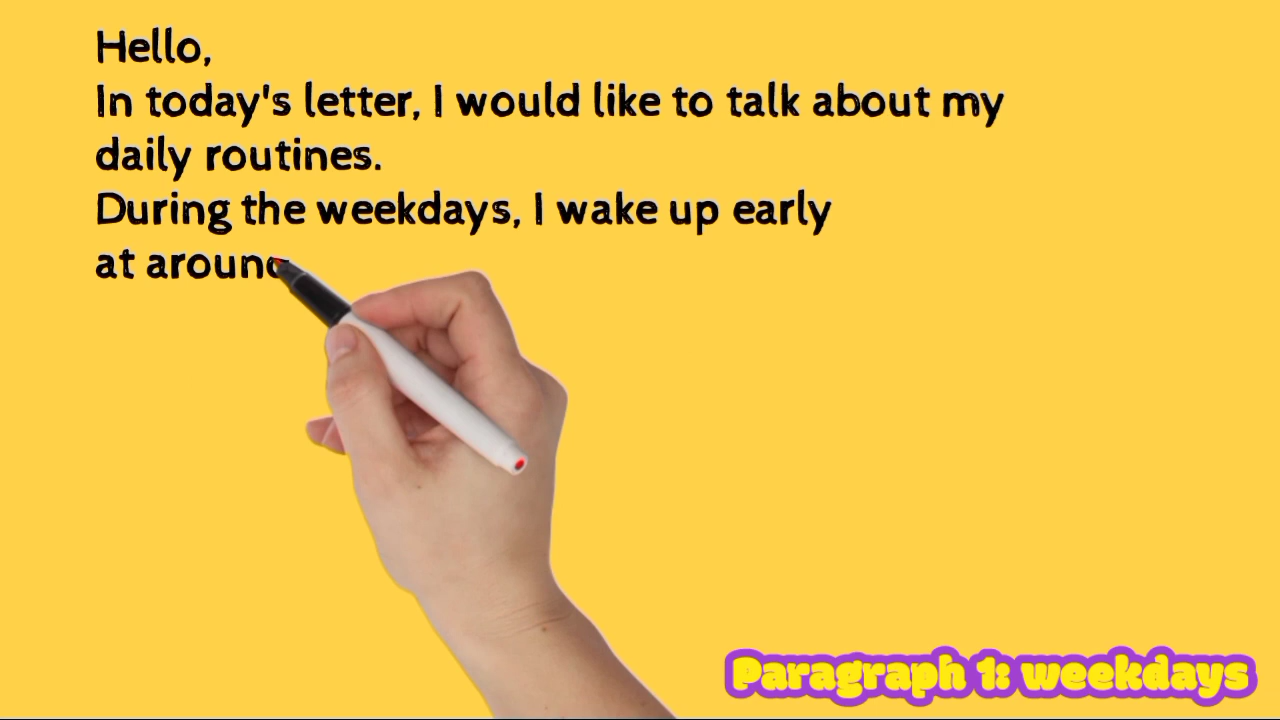 Hello,
In today's letter, I would like to talk about my
daily routines.
During the weekdays, I wake up early
at around
Paragraph 1: weekdays